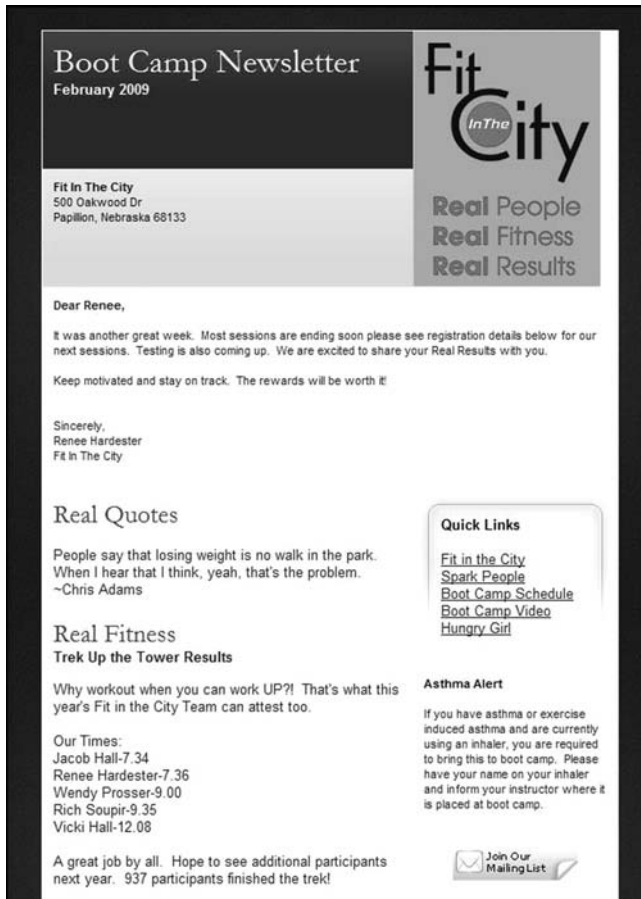 Boot Camp Newsletter
February 2009
Fit
InThe
City
Real People
Real Fitness
Real Results
Fit In The City
500 Oakwood Dr
Papillion, Nebraska 68133
Dear Renee,
It was another great week. Most sessions are ending soon please see registration details below for our
next sessions. Testing is also coming up. We are excited to share your Real Results with you.
Keep motivated and stay on track. The rewards will be worth it!
Sincerely,
Renee Hardester
Fit In The City
Real Quotes
People say that losing weight is no walk in the park.
When I hear that I think, yeah, that's the problem.
~Chris Adams
Real Fitness
Trek Up the Tower Results
Why workout when you can work UP?! That's what this
year's Fit in the City Team can attest too.
Our Times:
Jacob Hall-7.34
Renee Hardester-7.36
Wendy Prosser-9.00
Rich Soupir-9.35
Vicki Hall-12.08
A great job by all. Hope to see additional participants
next year. 937 participants finished the trek!
Quick Links
Fit in the City
Spark People
Boot Camp Schedule
Boot Camp Video
Hungry Girl
Asthma Alert
If you have asthma or exercise
induced asthma and are currently
using an inhaler, you are required
to bring this to boot camp. Please
have your name on your inhaler
and inform your instructor where it
is placed at boot camp.
Join Our
Mailing List